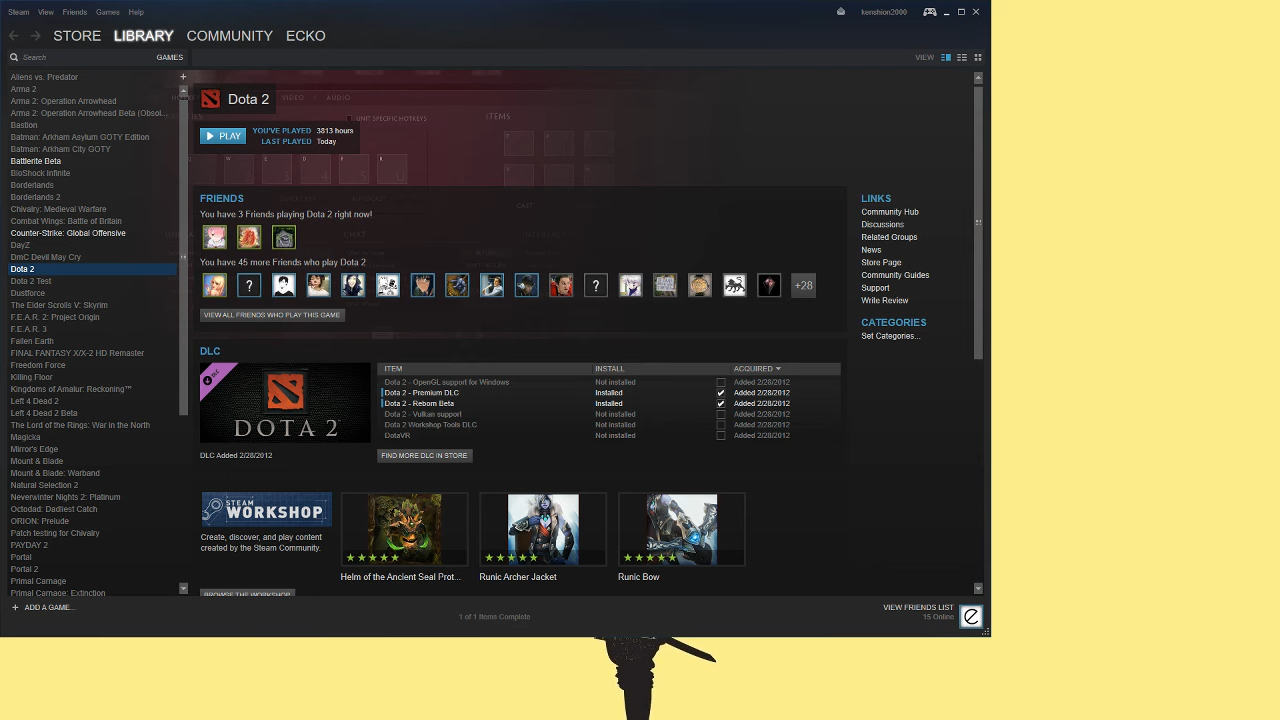 Steam View Friends Games Help
kenshion2000
STORE LIBRARY COMMUNITY ECKO
Search GAMES
VIEW
Aliens vs. Predator
Arma 2
Arma 2: Operation Arrowhead
Arma 2: Operation Arrowhead Beta (Obsol...
Bastion
Batman: Arkham Asylum GOTY Edition
Batman: Arkham City GOTY
Battlerite Beta
BioShock Infinite
Borderlands
Borderlands 2
Chivalry: Medieval Warfare
Combat Wings: Battle of Britain
Counter-Strike: Global Offensive
DayZ
DmC Devil May Cry
Dota 2
Dota 2 Test
Dustforce
The Elder Scrolls V: Skyrim
F.E.A.R. 2: Project Origin
F.E.A.R. 3
Fallen Earth
FINAL FANTASY X/X-2 HD Remaster
Freedom Force
Killing Floor
Kingdoms of Amalur: Reckoning™
Left 4 Dead 2
Left 4 Dead 2 Beta
The Lord of the Rings: War in the North
Magicka
Mirror's Edge
Mount & Blade
Mount & Blade: Warband
Natural Selection 2
Neverwinter Nights 2: Platinum
Octodad: Dadliest Catch
ORION: Prelude
Patch testing for Chivalry
PAYDAY 2
Portal
Portal 2
Primal Carnage
Primal Carnage: Extinction
+ ADD A GAME...
Dota 2
VIDEO AUDIO
UNIT SPECIFIC HOTKEYS
ITEMS
PLAY
YOU'VE PLAYED 3813 hours
LAST PLAYED Today
FRIENDS
You have 3 Friends playing Dota 2 right now!
You have 45 more Friends who play Dota 2
? ? +28
VIEW ALL FRIENDS WHO PLAY THIS GAME
DLC
DLC
DOTA 2
DLC Added 2/28/2012
ITEM INSTALL ACQUIRED
Dota 2 - OpenGL support for Windows Not installed Added 2/28/2012
Dota 2 - Premium DLC Installed Added 2/28/2012
Dota 2 - Reborn Beta Installed Added 2/28/2012
Dota 2 - Vulkan support Not installed Added 2/28/2012
Dota 2 Workshop Tools DLC Not installed Added 2/28/2012
DotaVR Not installed Added 2/28/2012
FIND MORE DLC IN STORE
STEAM
WORKSHOP
Create, discover, and play content
created by the Steam Community.
BROWSE THE WORKSHOP
Helm of the Ancient Seal Prot...
Runic Archer Jacket
Runic Bow
LINKS
Community Hub
Discussions
Related Groups
News
Store Page
Community Guides
Support
Write Review
CATEGORIES
Set Categories...
1 of 1 Items Complete
VIEW FRIENDS LIST
15 Online